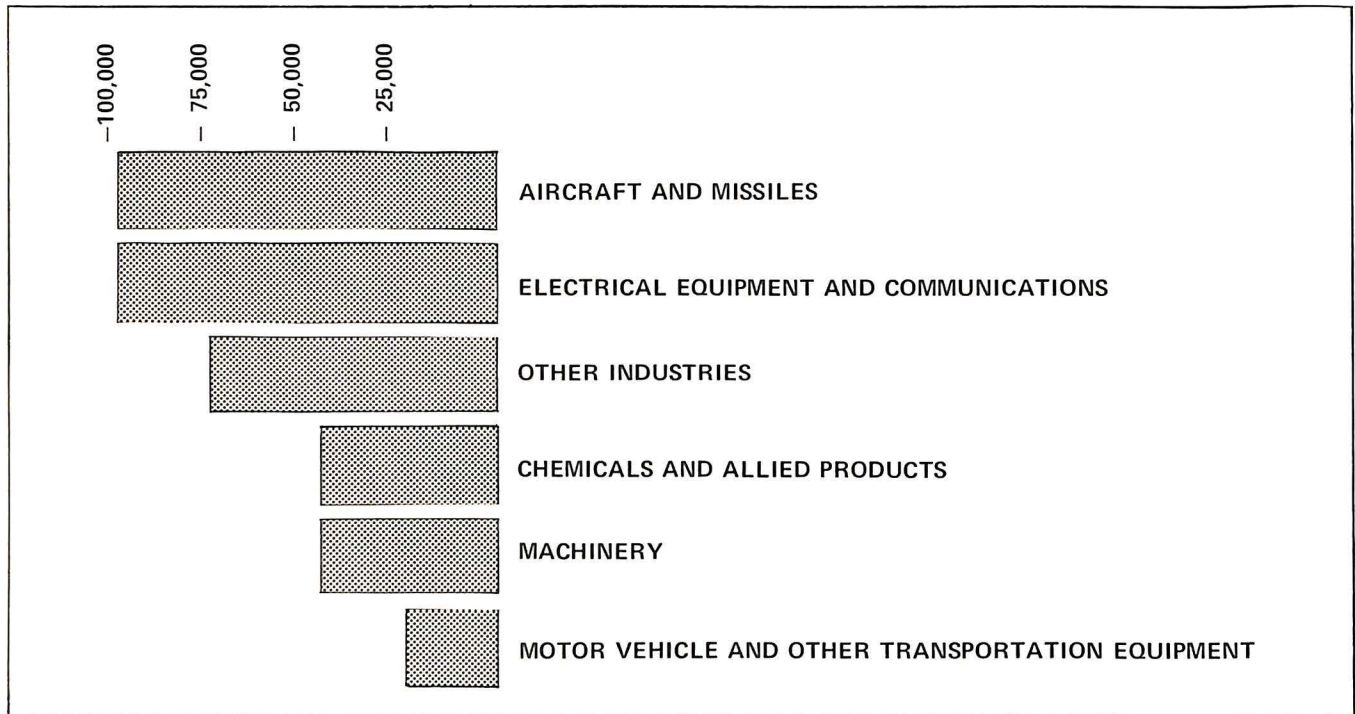 –100,000
– 75,000
– 50,000
– 25,000
AIRCRAFT AND MISSILES
ELECTRICAL EQUIPMENT AND COMMUNICATIONS
OTHER INDUSTRIES
CHEMICALS AND ALLIED PRODUCTS
MACHINERY
MOTOR VEHICLE AND OTHER TRANSPORTATION EQUIPMENT